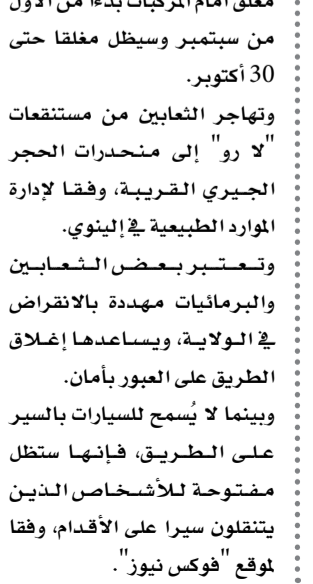 مغلق أمام المركبات بدءًا من الأول
من سبتمبر وسيظل مغلقا حتى
30 أكتوبر.
وتهاجر الثعابين من مستنقعات
"لا رو" إلى منحدرات الحجر
الجيري القريبة، وفقا لإدارة
الموارد الطبيعية في إلينوي.
وتعتبر بعض الثعابين
والبرمائيات مهددة بالانقراض
في الولاية، ويساعدها إغلاق
الطريق على العبور بأمان.
وبينما لا يُسمح للسيارات بالسير
على الطريق، فإنها ستظل
مفتوحة للأشخاص الذين
يتنقلون سيرا على الأقدام، وفقا
لموقع "فوكس نيوز".